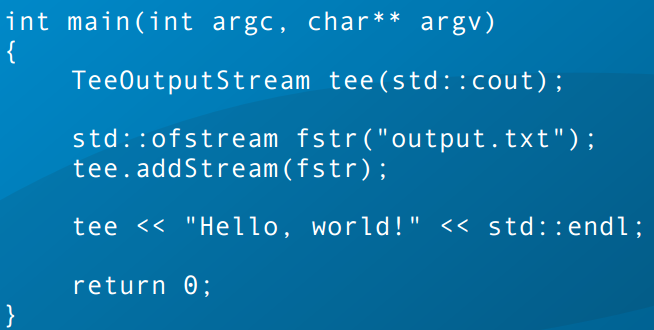 int main(int argc, char** argv)
{
TeeOutputStream tee(std::cout);
std::ofstream fstr("output.txt");
tee.addStream(fstr);
tee << "Hello, world!" << std::endl;
return 0;
}